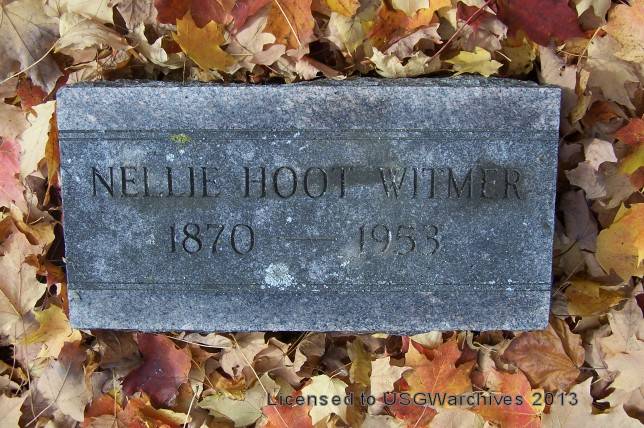 NELLIE HOOT WITMER
1870 — 1953
Licensed to USGWarchives 2013